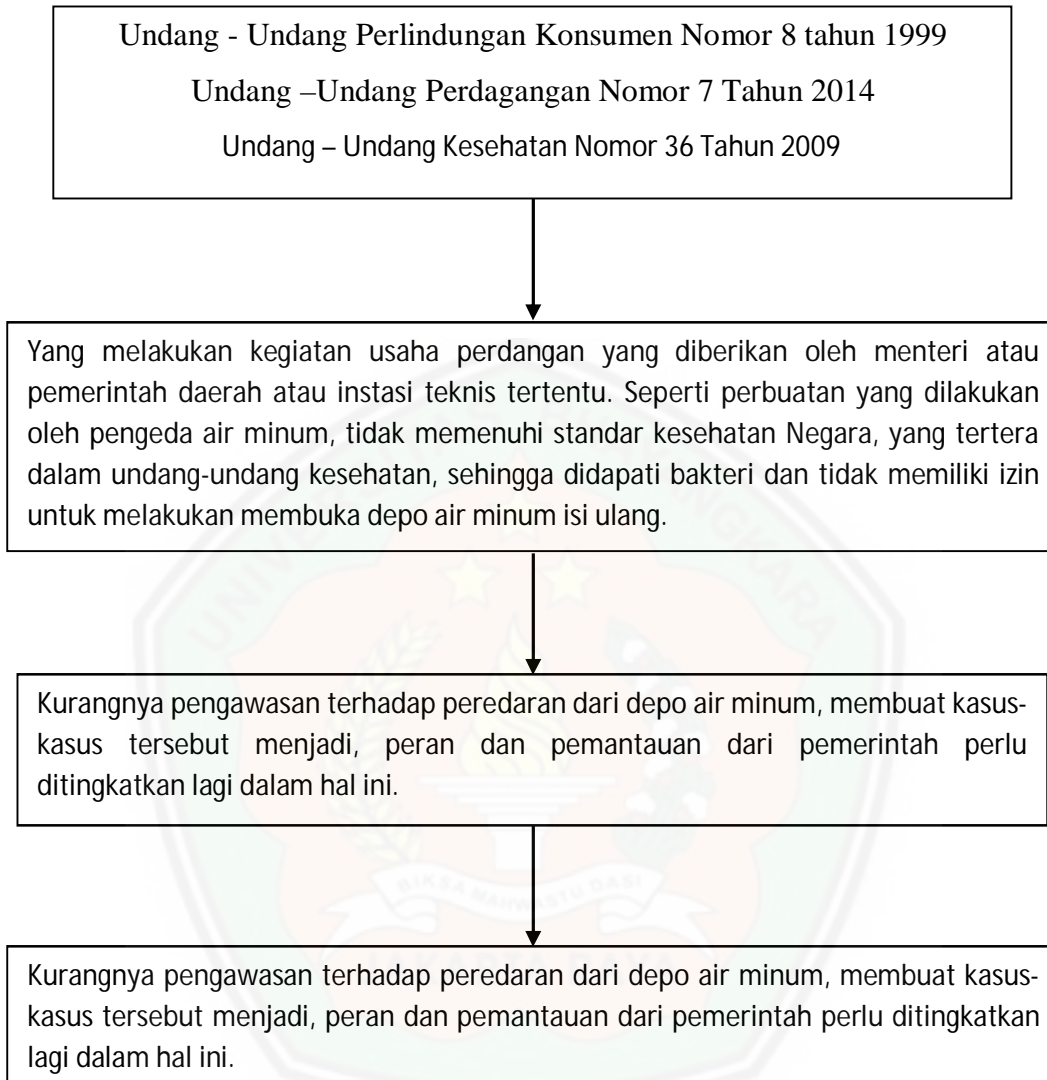 Undang - Undang Perlindungan Konsumen Nomor 8 tahun 1999
Undang –Undang Perdagangan Nomor 7 Tahun 2014
Undang – Undang Kesehatan Nomor 36 Tahun 2009
Yang melakukan kegiatan usaha perdangan yang diberikan oleh menteri atau
pemerintah daerah atau instasi teknis tertentu. Seperti perbuatan yang dilakukan
oleh pengeda air minum, tidak memenuhi standar kesehatan Negara, yang tertera
dalam undang-undang kesehatan, sehingga didapati bakteri dan tidak memiliki izin
untuk melakukan membuka depo air minum isi ulang.
Kurangnya pengawasan terhadap peredaran dari depo air minum, membuat kasus-
kasus tersebut menjadi, peran dan pemantauan dari pemerintah perlu
ditingkatkan lagi dalam hal ini.
BIKSA MAHWASTU DASI
Kurangnya pengawasan terhadap peredaran dari depo air minum, membuat kasus-
kasus tersebut menjadi, peran dan pemantauan dari pemerintah perlu ditingkatkan
lagi dalam hal ini.
JAKARTA RAYA